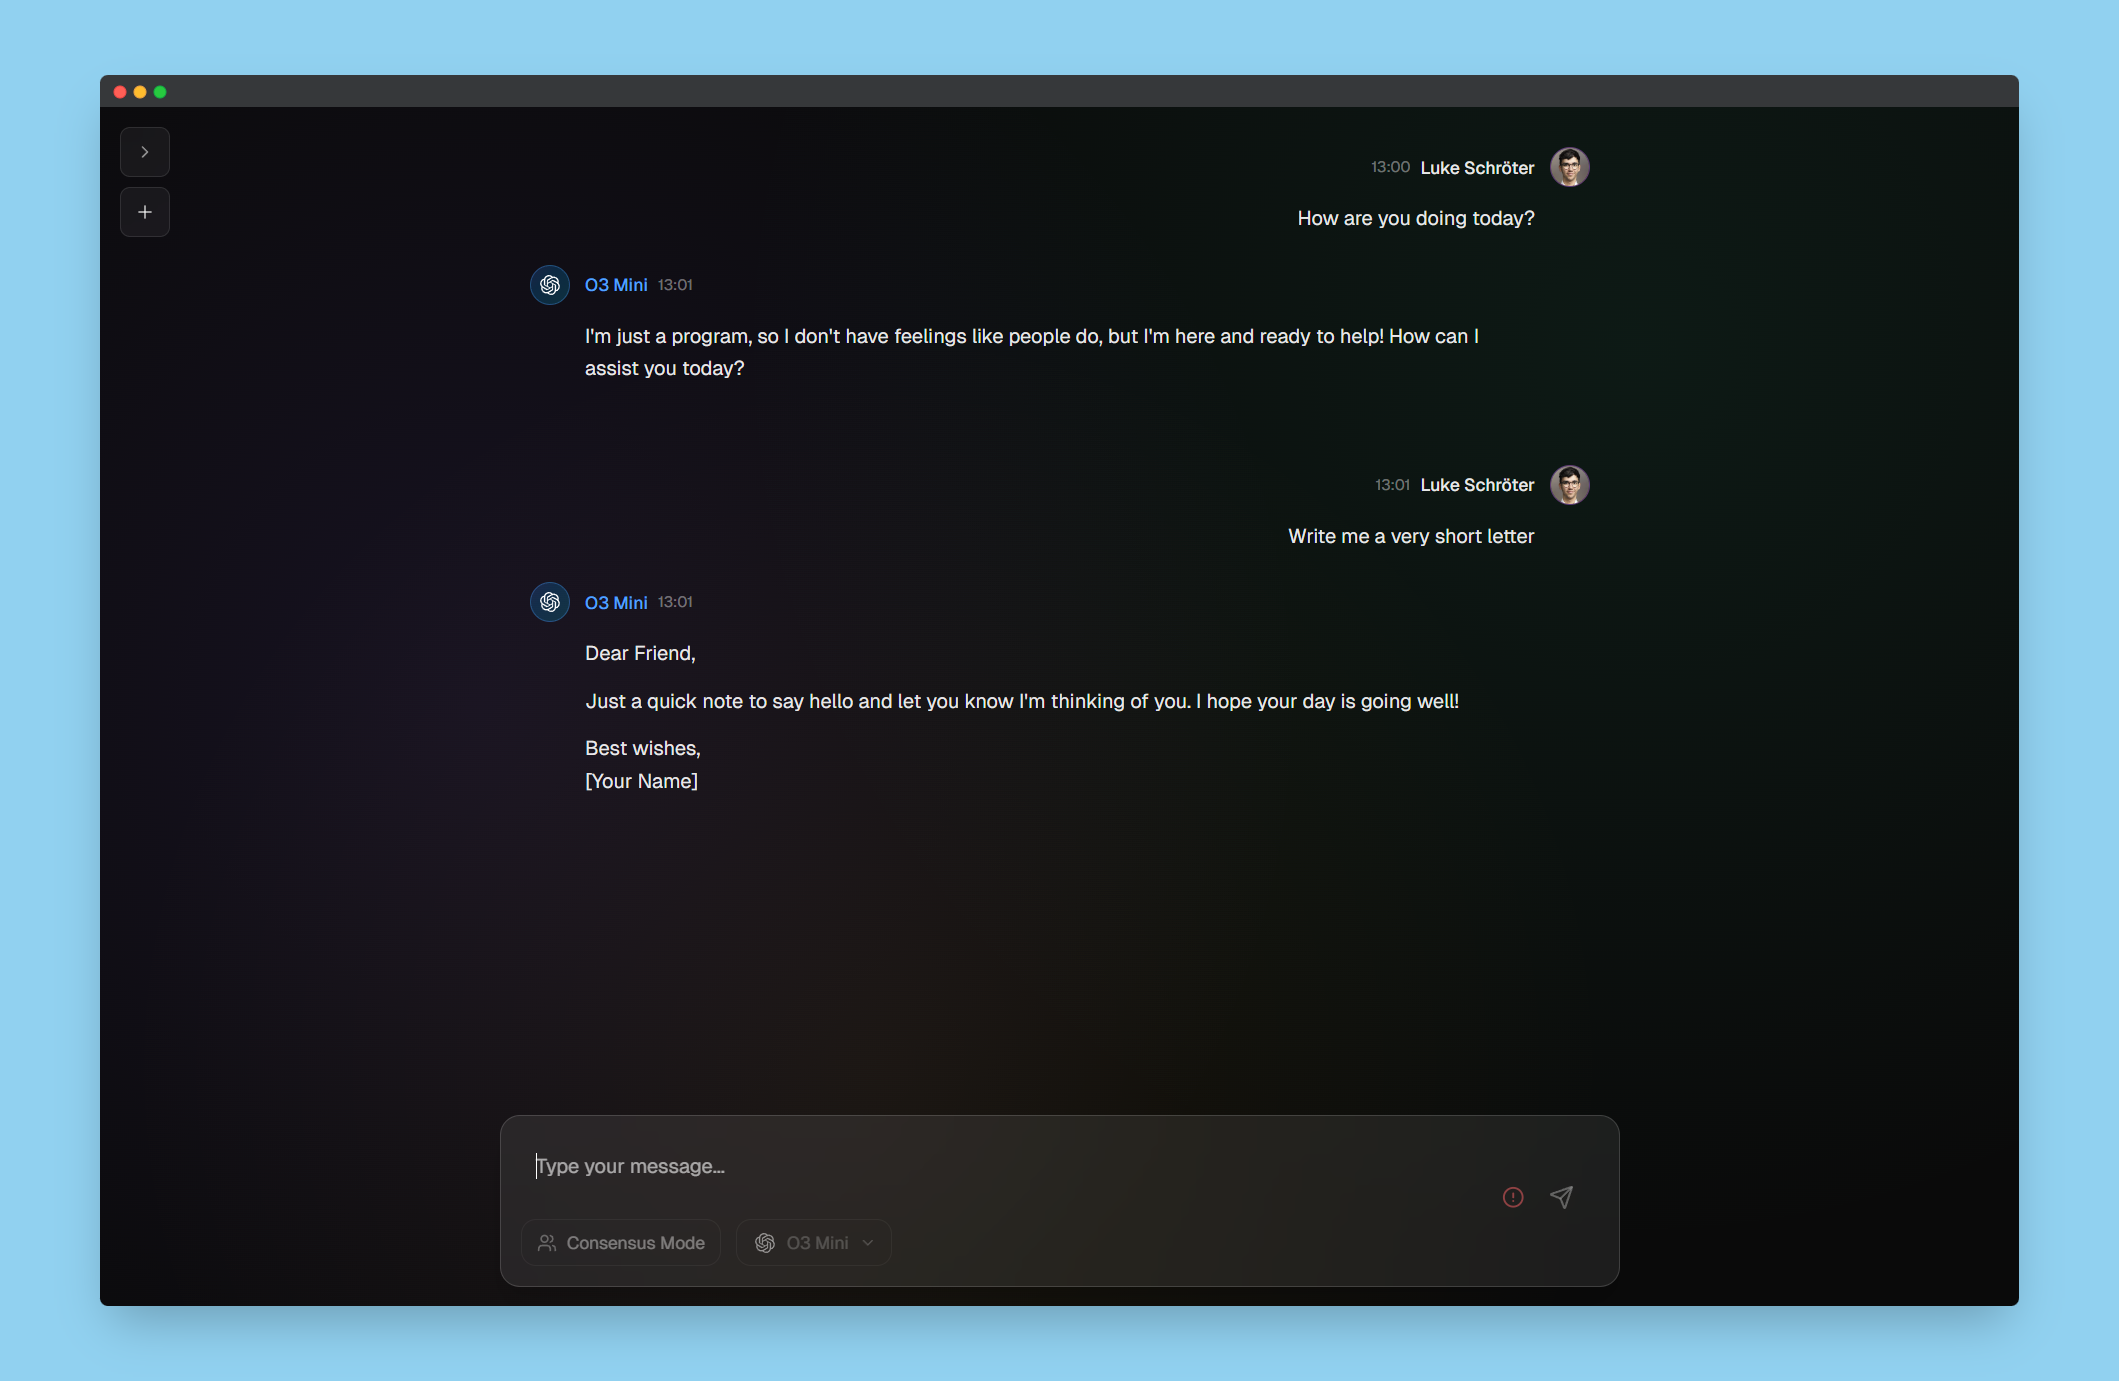 13:00 Luke Schröter
How are you doing today?
O3 Mini 13:01
I'm just a program, so I don't have feelings like people do, but I'm here and ready to help! How can I
assist you today?
13:01 Luke Schröter
Write me a very short letter
O3 Mini 13:01
Dear Friend,
Just a quick note to say hello and let you know I'm thinking of you. I hope your day is going well!
Best wishes,
[Your Name]
Type your message...
Consensus Mode O3 Mini